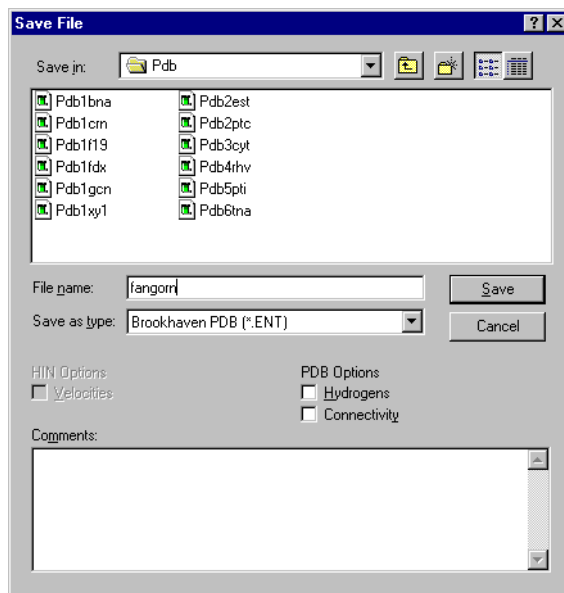 Save File
Save in: Pdb
Pdb1bna Pdb2est
Pdb1crn Pdb2ptc
Pdb1f19 Pdb3cyt
Pdb1fdx Pdb4rhv
Pdb1gcn Pdb5pti
Pdb1xy1 Pdb6tna
File name: fangorn Save
Save as type: Brookhaven PDB (*.ENT) Cancel
HIN Options PDB Options
Velocities Hydrogens
Connectivity
Comments: